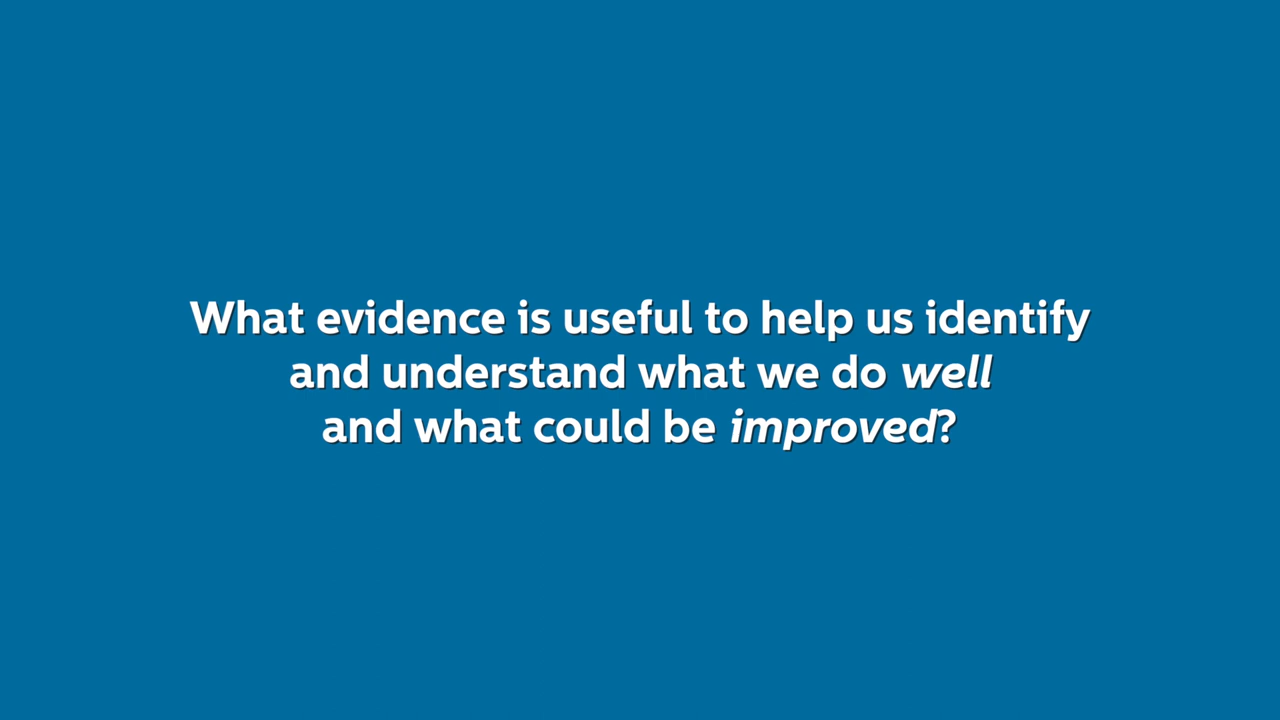 What evidence is useful to help us identify
and understand what we do well
and what could be improved?